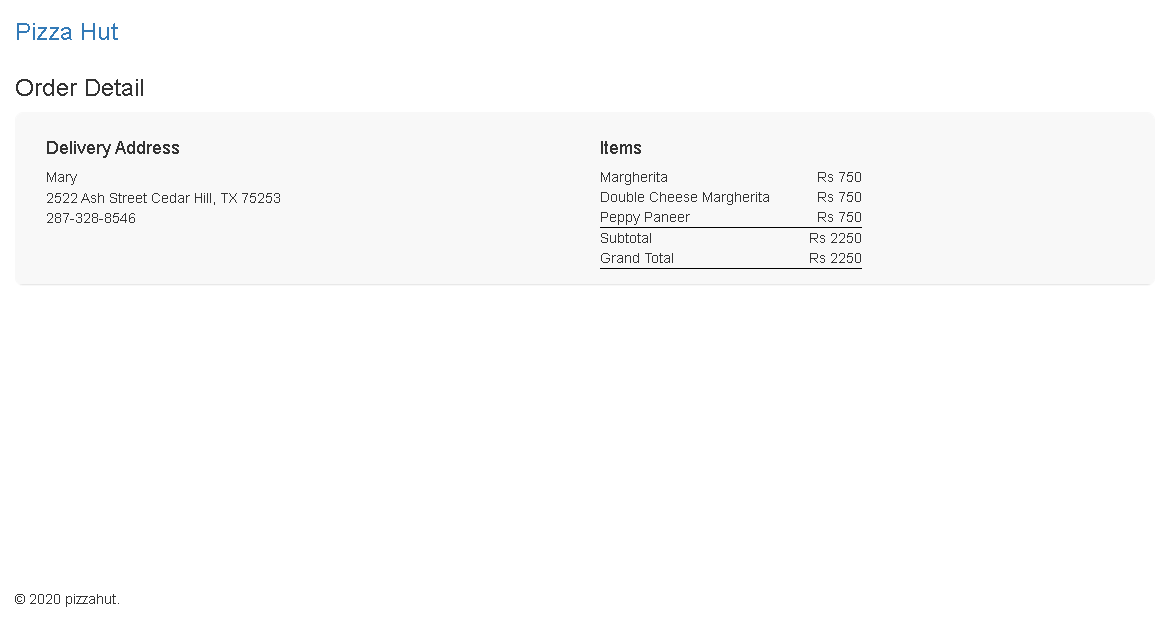 Pizza Hut
Order Detail
Delivery Address
Mary
2522 Ash Street Cedar Hill, TX 75253
287-328-8546
Items
Margherita Rs 750
Double Cheese Margherita Rs 750
Peppy Paneer Rs 750
Subtotal Rs 2250
Grand Total Rs 2250
© 2020 pizzahut.